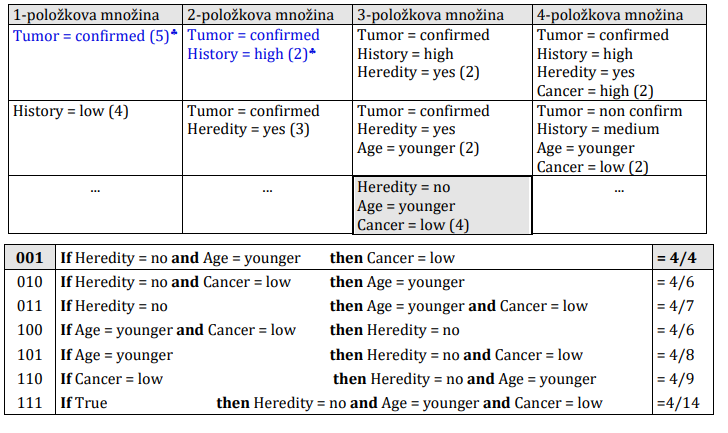 1-položkova množina 2-položkova množina 3-položkova množina 4-položkova množina
Tumor = confirmed (5)♣ Tumor = confirmed Tumor = confirmed Tumor = confirmed
History = high (2)♣ History = high History = high
Heredity = yes (2) Heredity = yes
Cancer = high (2)
History = low (4) Tumor = confirmed Tumor = confirmed Tumor = non confirm
Heredity = yes (3) Heredity = yes History = medium
Age = younger (2) Age = younger
Cancer = low (2)
... ... Heredity = no ...
Age = younger
Cancer = low (4)
001 If Heredity = no and Age = younger then Cancer = low = 4/4
010 If Heredity = no and Cancer = low then Age = younger = 4/6
011 If Heredity = no then Age = younger and Cancer = low = 4/7
100 If Age = younger and Cancer = low then Heredity = no = 4/6
101 If Age = younger then Heredity = no and Cancer = low = 4/8
110 If Cancer = low then Heredity = no and Age = younger = 4/9
111 If True then Heredity = no and Age = younger and Cancer = low =4/14